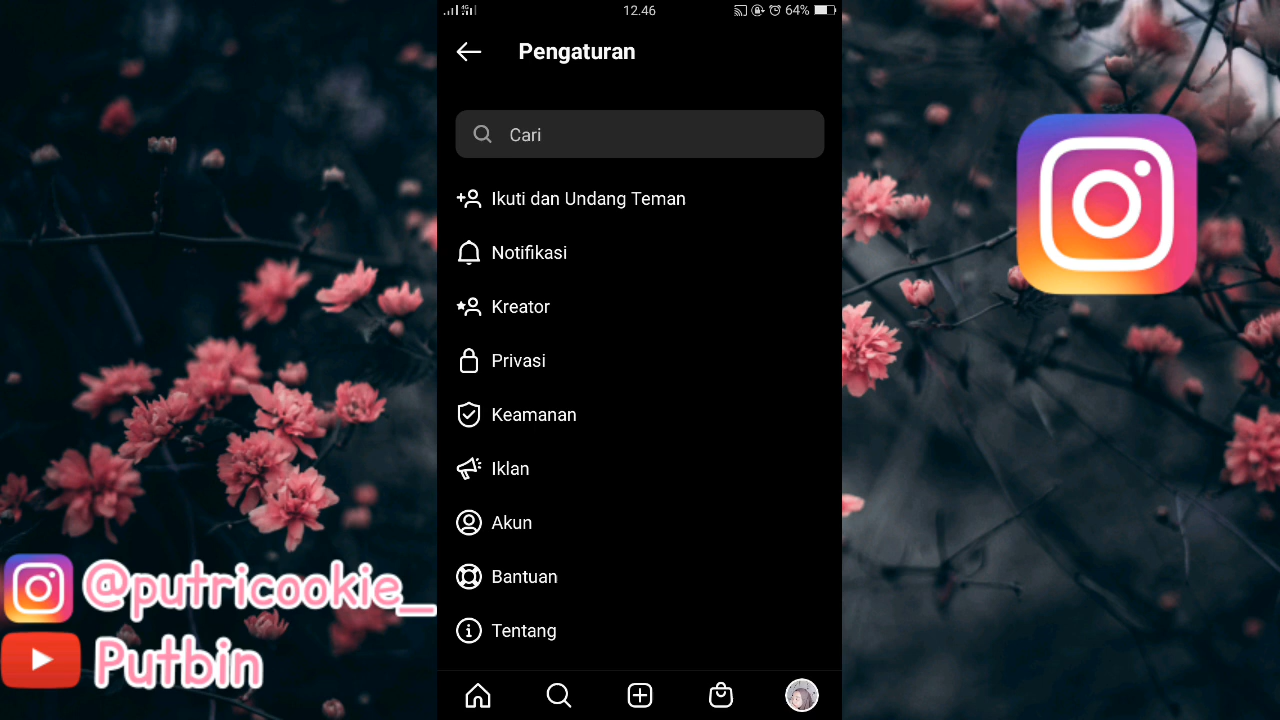 12.46
64%
Pengaturan
Cari
Ikuti dan Undang Teman
Notifikasi
Kreator
Privasi
Keamanan
Iklan
Akun
Bantuan
Tentang
@putricookie_
Putbin